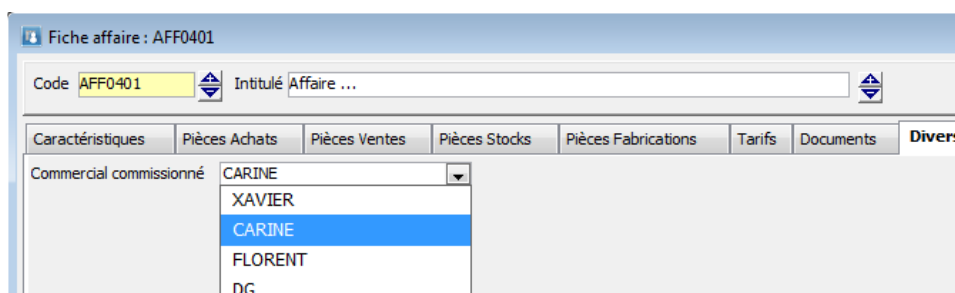 Fiche affaire : AFF0401
Code AFF0401 Intitulé Affaire ...
Caractéristiques Pièces Achats Pièces Ventes Pièces Stocks Pièces Fabrications Tarifs Documents Divers
Commercial commissionné CARINE
XAVIER
CARINE
FLORENT
DG